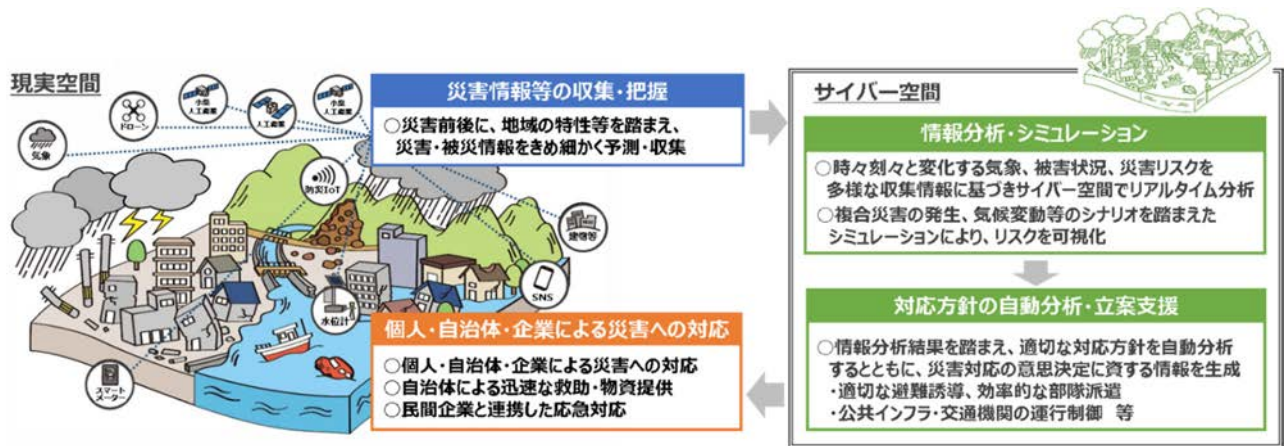 現実空間
ドローン
小型
人工衛星
人工衛星
小型
人工衛星
気象
防災IoT
建物等
SNS
水位計
スマート
メーター
災害情報等の収集・把握
○災害前後に、地域の特性等を踏まえ、
災害・被災情報をきめ細かく予測・収集
サイバー空間
情報分析・シミュレーション
○時々刻々と変化する気象、被害状況、災害リスクを
多様な収集情報に基づきサイバー空間でリアルタイム分析
○複合災害の発生、気候変動等のシナリオを踏まえた
シミュレーションにより、リスクを可視化
対応方針の自動分析・立案支援
○情報分析結果を踏まえ、適切な対応方針を自動分析
するとともに、災害対応の意思決定に資する情報を生成
・適切な避難誘導、効率的な部隊派遣
・公共インフラ・交通機関の運行制御 等
個人・自治体・企業による災害への対応
○個人・自治体・企業による災害への対応
○自治体による迅速な救助・物資提供
○民間企業と連携した応急対応